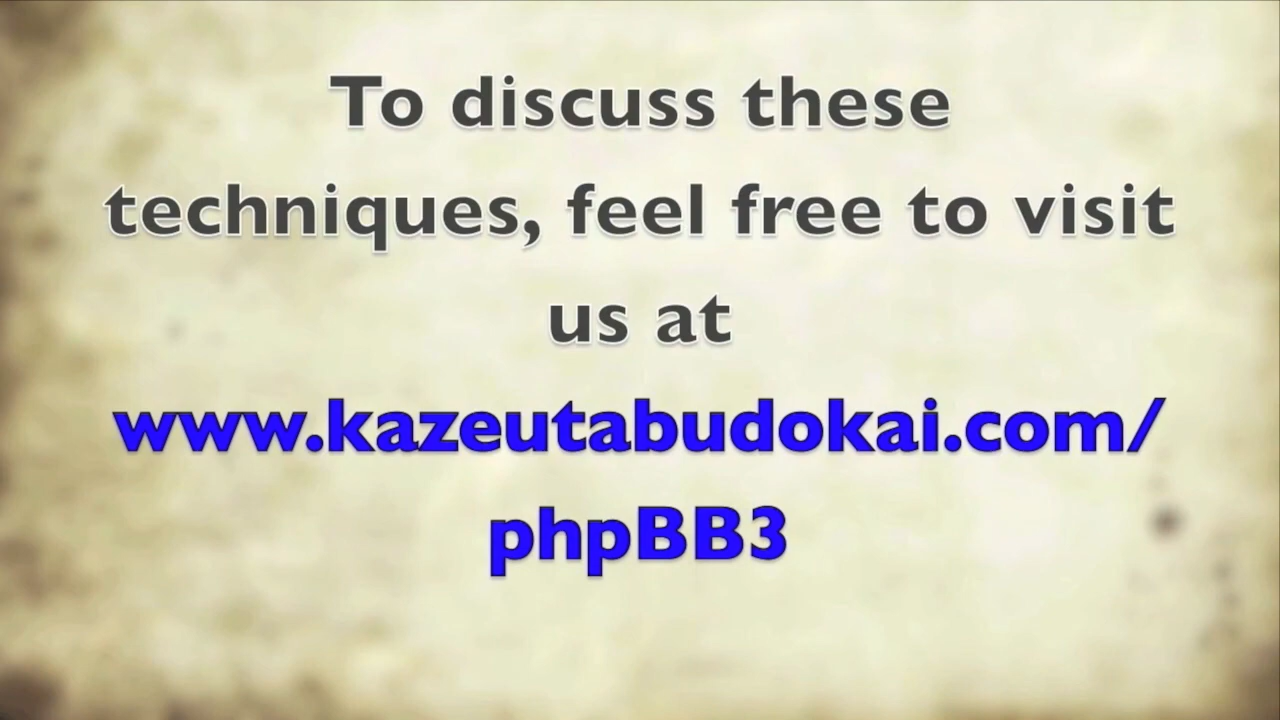 To discuss these
techniques, feel free to visit
us at
www.kazeutabudokai.com/
phpBB3